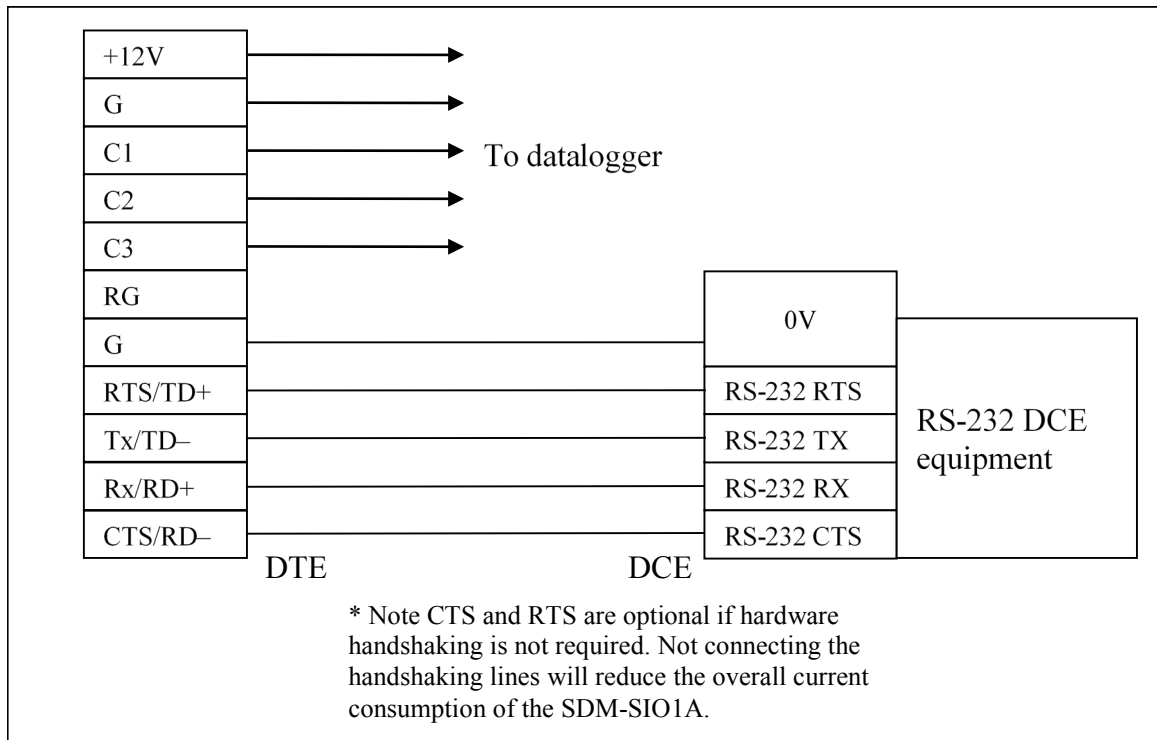 +12V
G
C1
To datalogger
C2
C3
RG
0V
G
RTS/TD+
RS-232 RTS
Tx/TD–
RS-232 TX
Rx/RD+
RS-232 RX
CTS/RD–
RS-232 CTS
RS-232 DCE
equipment
DTE
DCE
* Note CTS and RTS are optional if hardware
handshaking is not required. Not connecting the
handshaking lines will reduce the overall current
consumption of the SDM-SIO1A.